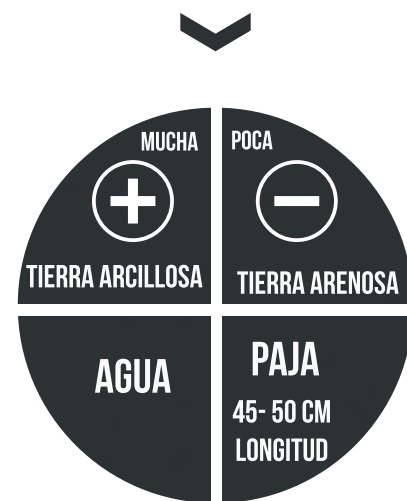 MUCHA
TIERRA ARCILLOSA
POCA
TIERRA ARENOSA
AGUA
PAJA
45- 50 CM
LONGITUD